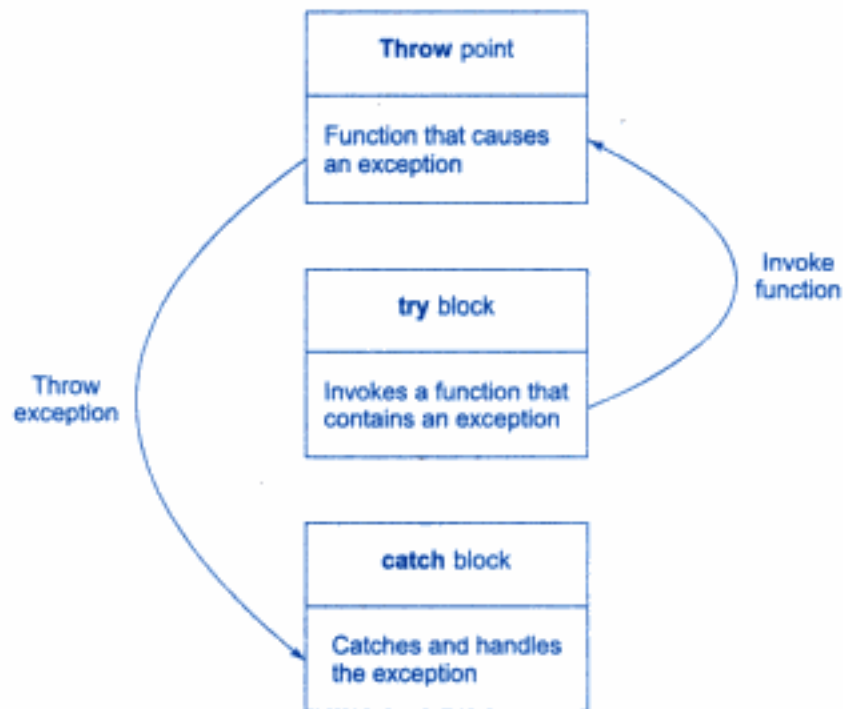 Throw point
Function that causes
an exception
Invoke
function
try block
Invokes a function that
contains an exception
Throw
exception
catch block
Catches and handles
the exception